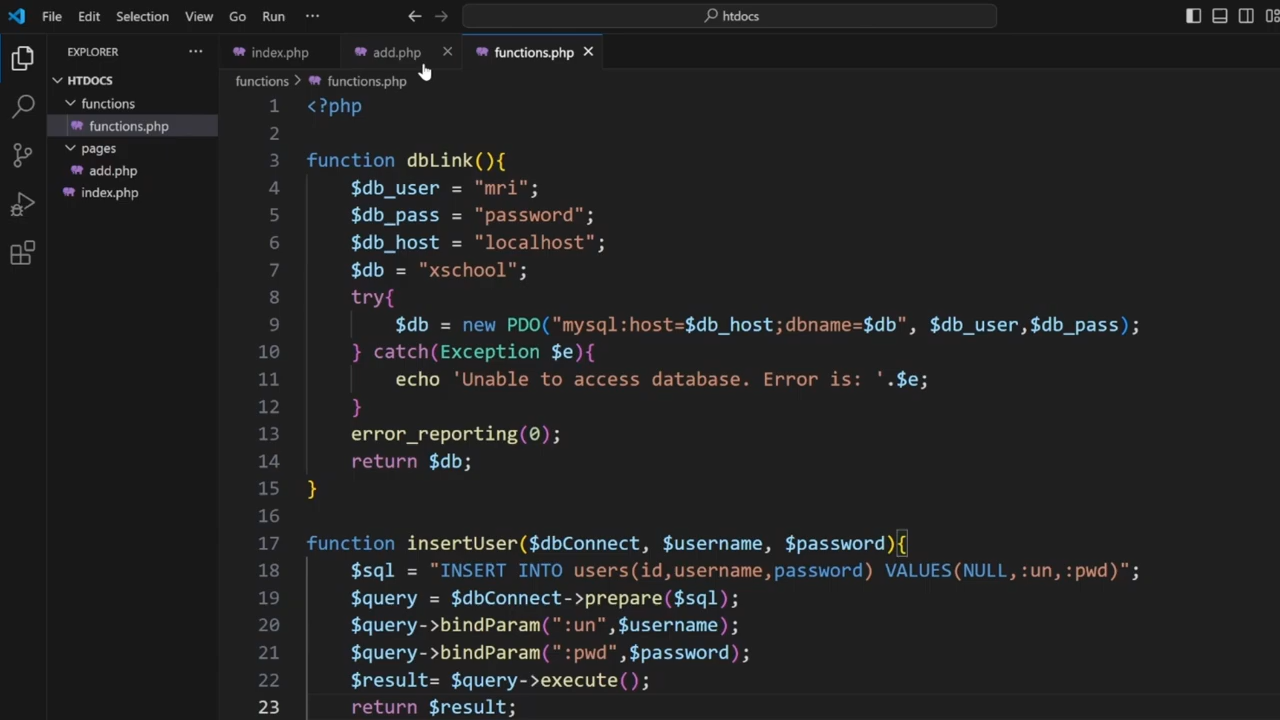 File Edit Selection View Go Run ··· htdocs
EXPLORER ···
HTDOCS
functions
functions.php
pages
add.php
index.php
index.php add.php functions.php
functions > functions.php
1 <?php
2
3 function dbLink(){
4 $db_user = "mri";
5 $db_pass = "password";
6 $db_host = "localhost";
7 $db = "xschool";
8 try{
9 $db = new PDO("mysql:host=$db_host;dbname=$db", $db_user,$db_pass);
10 } catch(Exception $e){
11 echo 'Unable to access database. Error is: '.$e;
12 }
13 error_reporting(0);
14 return $db;
15 }
16
17 function insertUser($dbConnect, $username, $password){
18 $sql = "INSERT INTO users(id,username,password) VALUES(NULL,:un,:pwd)";
19 $query = $dbConnect->prepare($sql);
20 $query->bindParam(":un",$username);
21 $query->bindParam(":pwd",$password);
22 $result= $query->execute();
23 return $result;